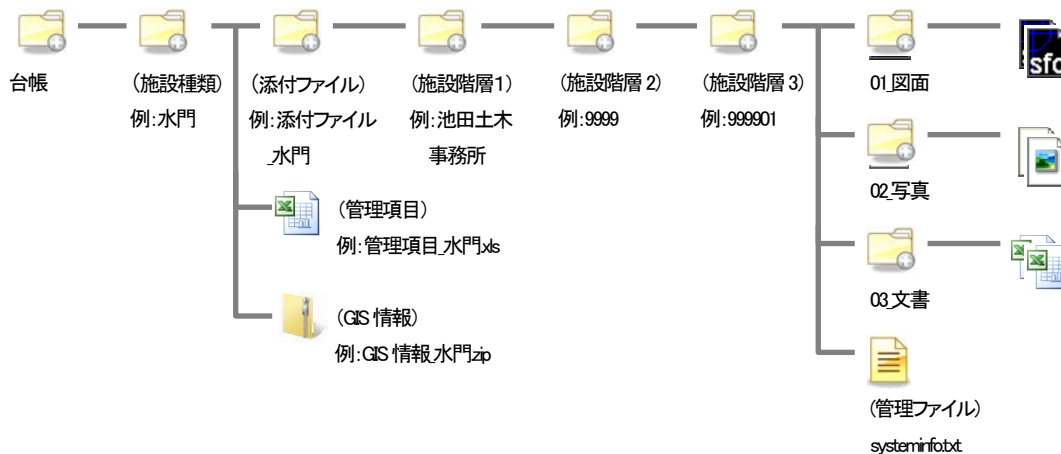 台帳
(施設種類)
例:水門
(添付ファイル)
例:添付ファイル
_水門
(施設階層1)
例:池田土木
事務所
(施設階層2)
例:9999
(施設階層3)
例:999901
01_図面
sfc
02_写真
03_文書
(管理項目)
例:管理項目_水門.xls
(GIS 情報)
例:GIS 情報_水門.zip
(管理ファイル)
systeminfo.txt